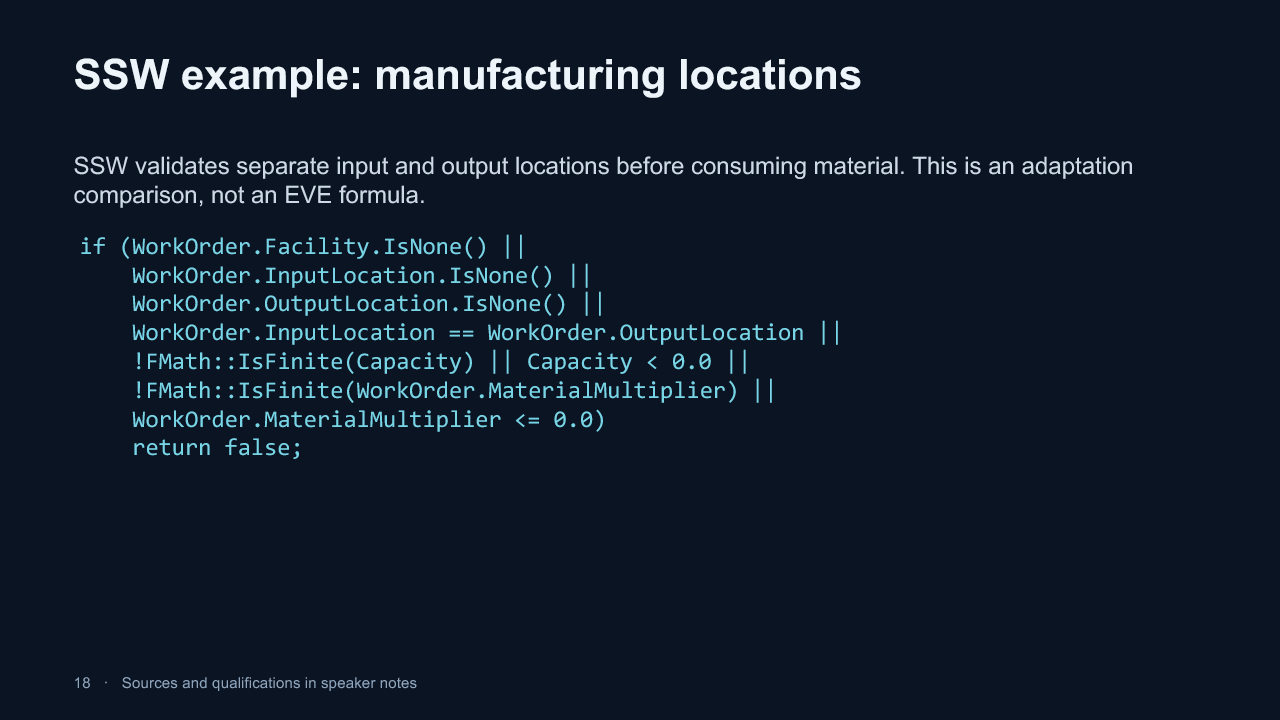 SSW example: manufacturing locations
SSW validates separate input and output locations before consuming material. This is an adaptation
comparison, not an EVE formula.
if (WorkOrder.Facility.IsNone() ||
    WorkOrder.InputLocation.IsNone() ||
    WorkOrder.OutputLocation.IsNone() ||
    WorkOrder.InputLocation == WorkOrder.OutputLocation ||
    !FMath::IsFinite(Capacity) || Capacity < 0.0 ||
    !FMath::IsFinite(WorkOrder.MaterialMultiplier) ||
    WorkOrder.MaterialMultiplier <= 0.0)
    return false;
18 · Sources and qualifications in speaker notes